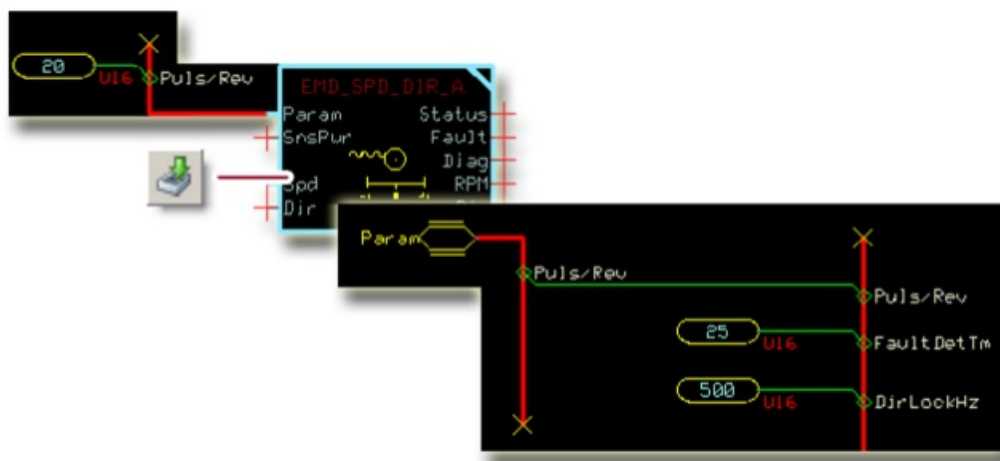 20
U16
Puls/Rev
EMD_SPD_DIR_A
Param
Status
SnsPwr
Fault
Diag
Spd
RPM
Dir
Param
Puls/Rev
Puls/Rev
25
U16
FaultDetTm
500
U16
DirLockHz